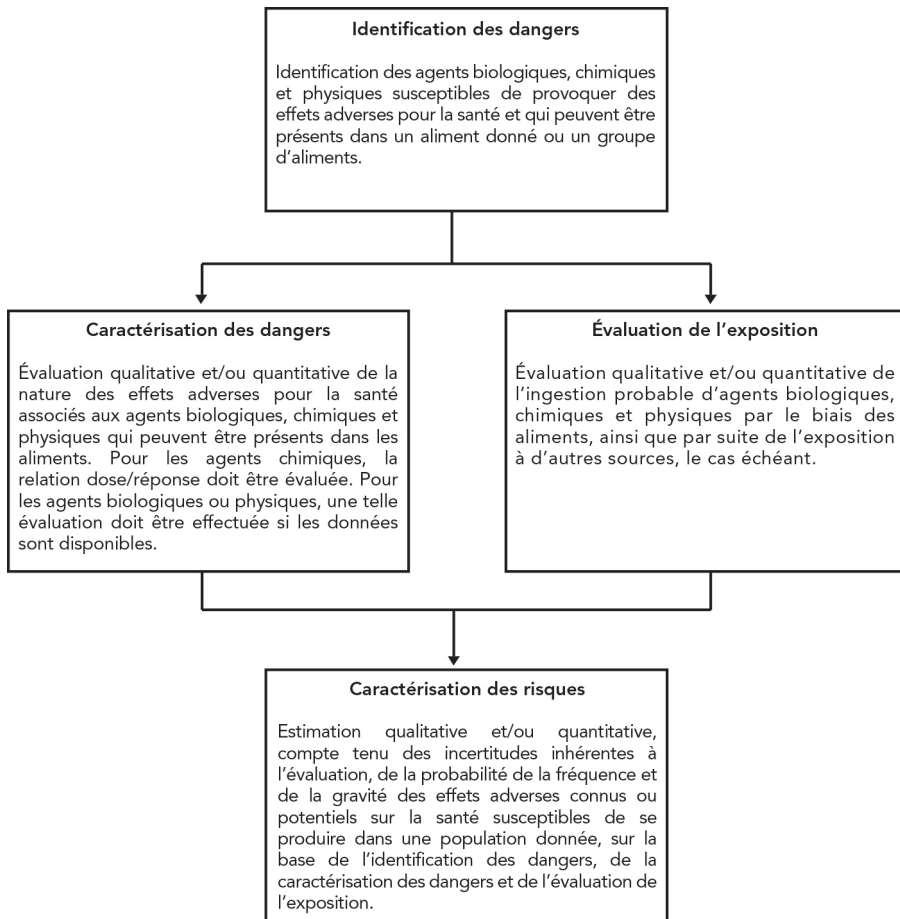 Identification des dangers
Identification des agents biologiques, chimiques
et physiques susceptibles de provoquer des
effets adverses pour la santé et qui peuvent être
présents dans un aliment donné ou un groupe
d’aliments.
Caractérisation des dangers
Évaluation qualitative et/ou quantitative de la
nature des effets adverses pour la santé
associés aux agents biologiques, chimiques et
physiques qui peuvent être présents dans les
aliments. Pour les agents chimiques, la
relation dose/réponse doit être évaluée. Pour
les agents biologiques ou physiques, une telle
évaluation doit être effectuée si les données
sont disponibles.
Évaluation de l’exposition
Évaluation qualitative et/ou quantitative de
l’ingestion probable d’agents biologiques,
chimiques et physiques par le biais des
aliments, ainsi que par suite de l’exposition
à d’autres sources, le cas échéant.
Caractérisation des risques
Estimation qualitative et/ou quantitative,
compte tenu des incertitudes inhérentes à
l’évaluation, de la probabilité de la fréquence et
de la gravité des effets adverses connus ou
potentiels sur la santé susceptibles de se
produire dans une population donnée, sur la
base de l’identification des dangers, de la
caractérisation des dangers et de l’évaluation de
l’exposition.